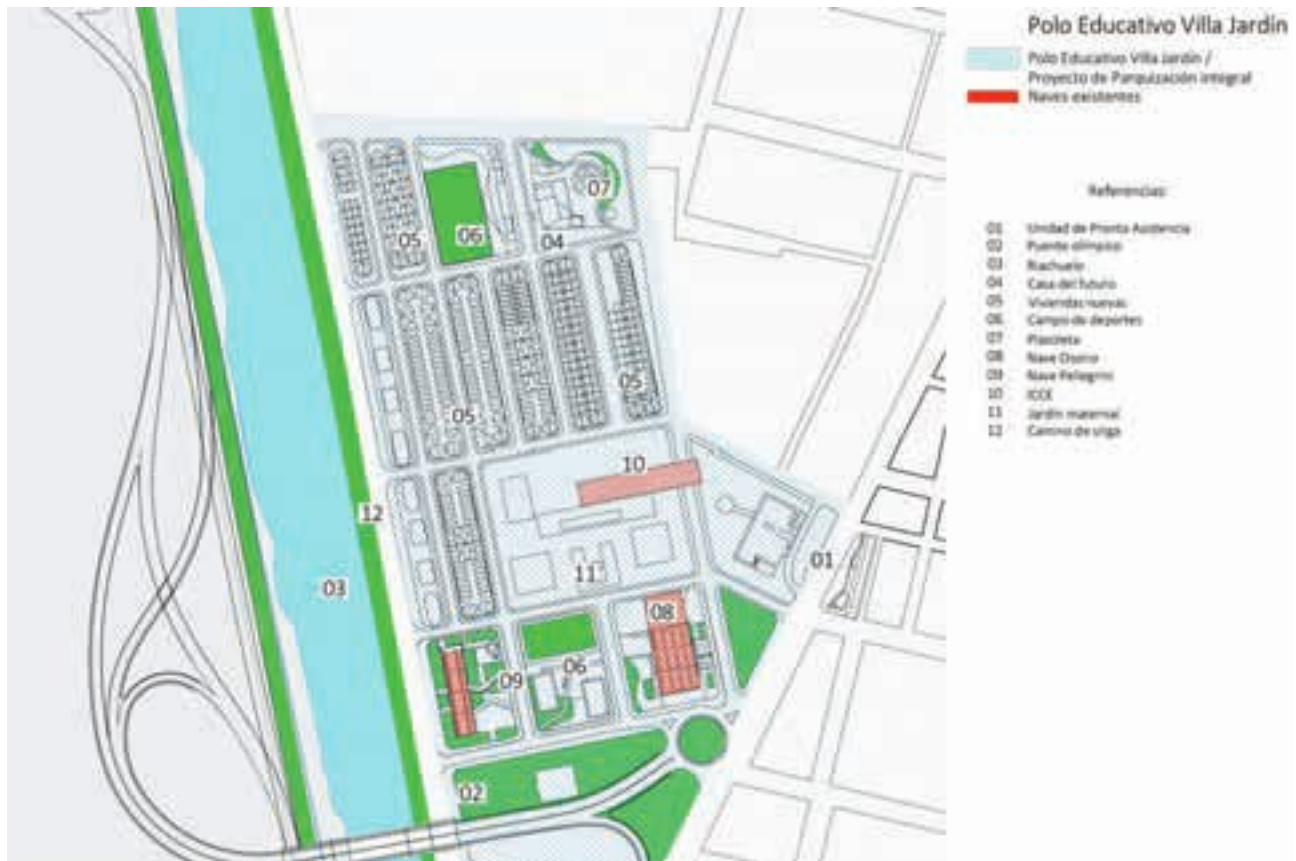 Polo Educativo Villa Jardín
Polo Educativo Villa Jardín /
Proyecto de Parquización integral
Naves existentes
Referencias:
01 Unidad de Pronta Asistencia
02 Puente olímpico
03 Riachuelo
04 Casa del futuro
05 Viviendas nuevas
06 Campo de deportes
07 Plazoleta
08 Nave
09 Nave Pellegrini
10
11 Jardín maternal
12 Camino de sirga
07
05
06
04
05
05
10
12
01
11
03
08
06
09
02